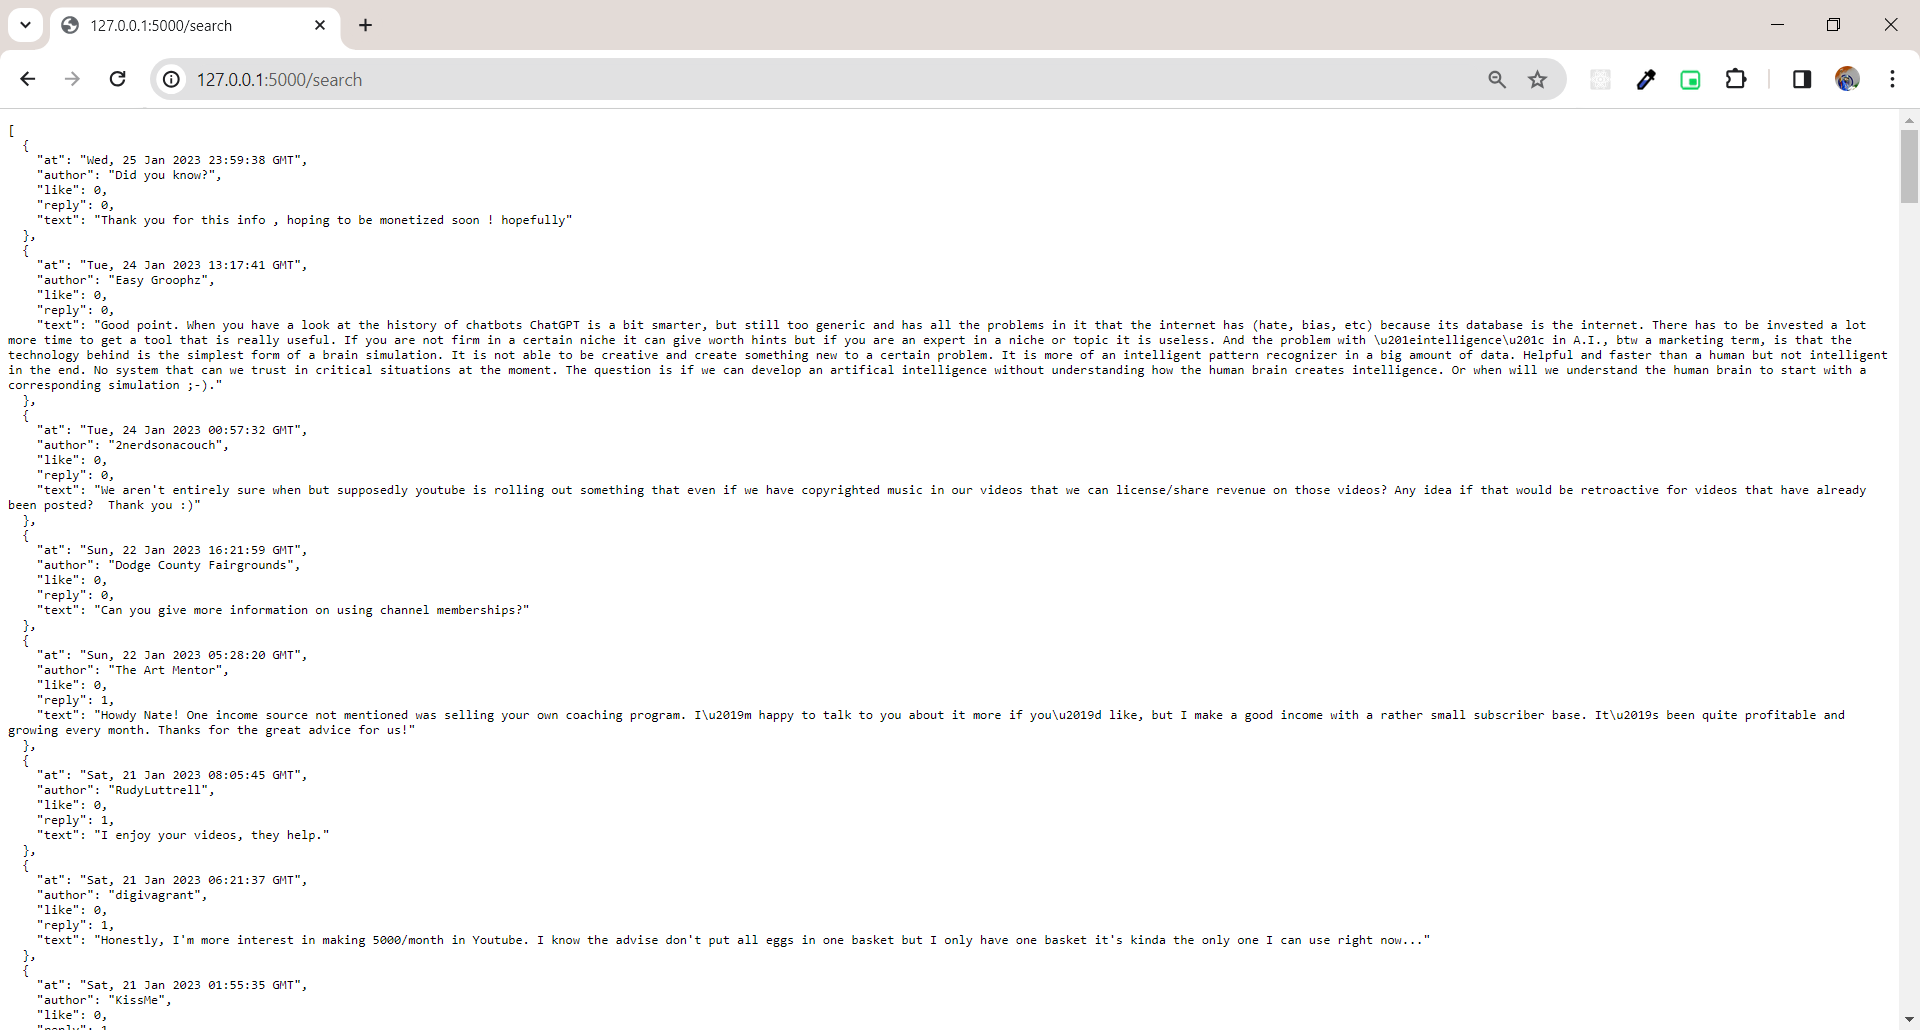 127.0.0.1:5000/search
127.0.0.1:5000/search
[
  {
    "at": "Wed, 25 Jan 2023 23:59:38 GMT",
    "author": "Did you know?",
    "like": 0,
    "reply": 0,
    "text": "Thank you for this info , hoping to be monetized soon ! hopefully"
  },
  {
    "at": "Tue, 24 Jan 2023 13:17:41 GMT",
    "author": "Easy Groophz",
    "like": 0,
    "reply": 0,
    "text": "Good point. When you have a look at the history of chatbots ChatGPT is a bit smarter, but still too generic and has all the problems in it that the internet has (hate, bias, etc) because its database is the internet. There has to be invested a lot
more time to get a tool that is really useful. If you are not firm in a certain niche it can give worth hints but if you are an expert in a niche or topic it is useless. And the problem with \u201eintelligence\u201c in A.I., btw a marketing term, is that the
technology behind is the simplest form of a brain simulation. It is not able to be creative and create something new to a certain problem. It is more of an intelligent pattern recognizer in a big amount of data. Helpful and faster than a human but not intelligent
in the end. No system that can we trust in critical situations at the moment. The question is if we can develop an artifical intelligence without understanding how the human brain creates intelligence. Or when will we understand the human brain to start with a
corresponding simulation ;-)."
  },
  {
    "at": "Tue, 24 Jan 2023 00:57:32 GMT",
    "author": "2nerdsonacouch",
    "like": 0,
    "reply": 0,
    "text": "We aren't entirely sure when but supposedly youtube is rolling out something that even if we have copyrighted music in our videos that we can license/share revenue on those videos? Any idea if that would be retroactive for videos that have already
been posted?  Thank you :)"
  },
  {
    "at": "Sun, 22 Jan 2023 16:21:59 GMT",
    "author": "Dodge County Fairgrounds",
    "like": 0,
    "reply": 0,
    "text": "Can you give more information on using channel memberships?"
  },
  {
    "at": "Sun, 22 Jan 2023 05:28:20 GMT",
    "author": "The Art Mentor",
    "like": 0,
    "reply": 1,
    "text": "Howdy Nate! One income source not mentioned was selling your own coaching program. I\u2019m happy to talk to you about it more if you\u2019d like, but I make a good income with a rather small subscriber base. It\u2019s been quite profitable and
growing every month. Thanks for the great advice for us!"
  },
  {
    "at": "Sat, 21 Jan 2023 08:05:45 GMT",
    "author": "RudyLuttrell",
    "like": 0,
    "reply": 1,
    "text": "I enjoy your videos, they help."
  },
  {
    "at": "Sat, 21 Jan 2023 06:21:37 GMT",
    "author": "digivagrant",
    "like": 0,
    "reply": 1,
    "text": "Honestly, I'm more interest in making 5000/month in Youtube. I know the advise don't put all eggs in one basket but I only have one basket it's kinda the only one I can use right now..."
  },
  {
    "at": "Sat, 21 Jan 2023 01:55:35 GMT",
    "author": "KissMe",
    "like": 0,
    "reply": 1